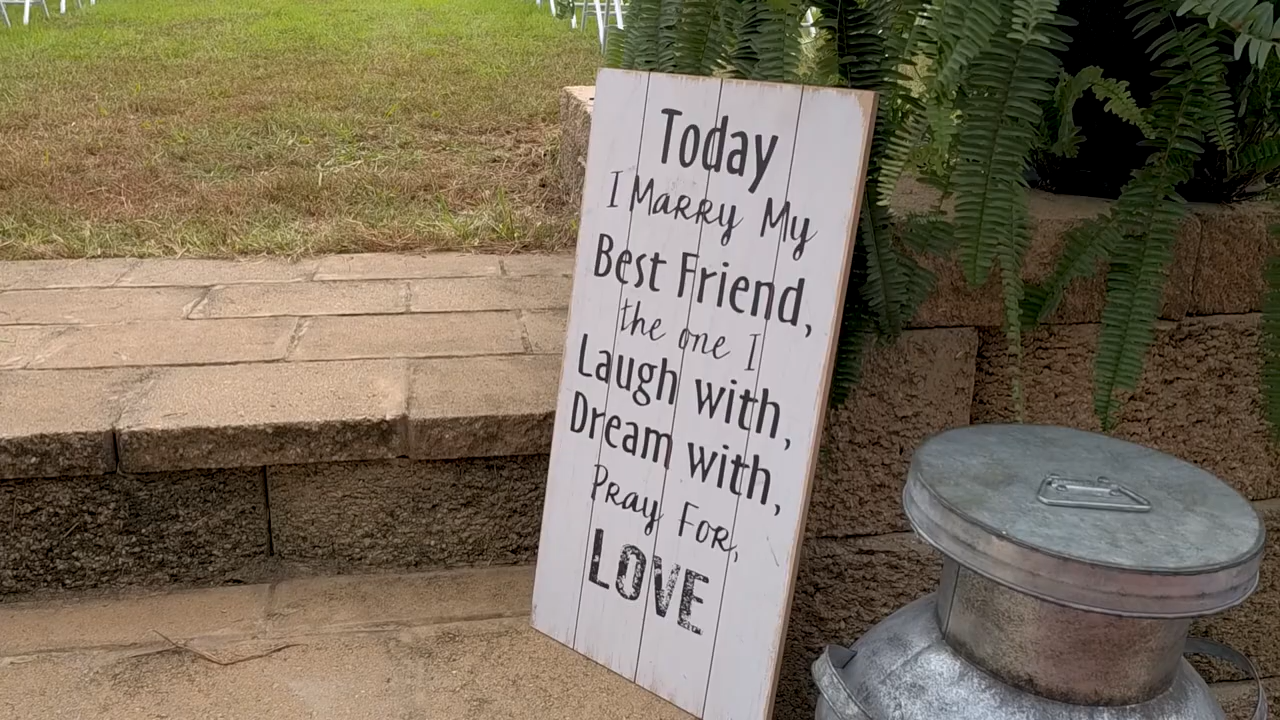 Today
I Marry My
Best Friend,
the one I
Laugh with,
Dream with,
Pray For,
LOVE